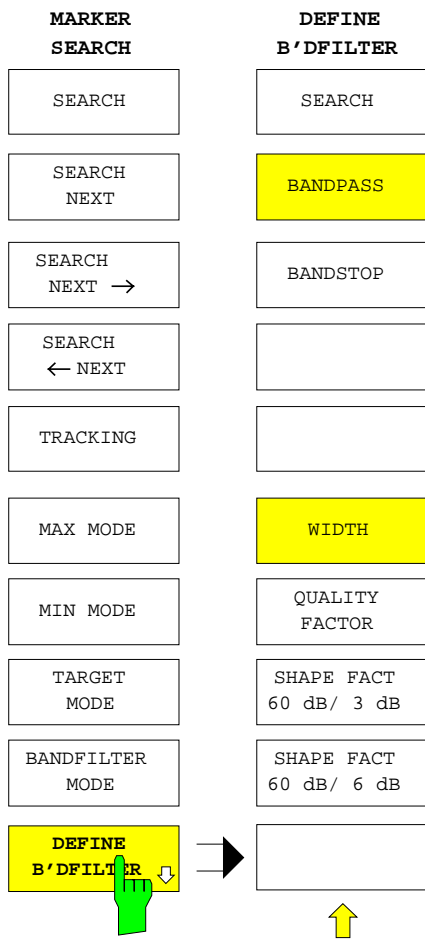 MARKER
SEARCH
SEARCH
SEARCH
NEXT
SEARCH
NEXT →
SEARCH
← NEXT
TRACKING
MAX MODE
MIN MODE
TARGET
MODE
BANDFILTER
MODE
DEFINE
B'DFILTER
DEFINE
B'DFILTER
SEARCH
BANDPASS
BANDSTOP
WIDTH
QUALITY
FACTOR
SHAPE FACT
60 dB/ 3 dB
SHAPE FACT
60 dB/ 6 dB